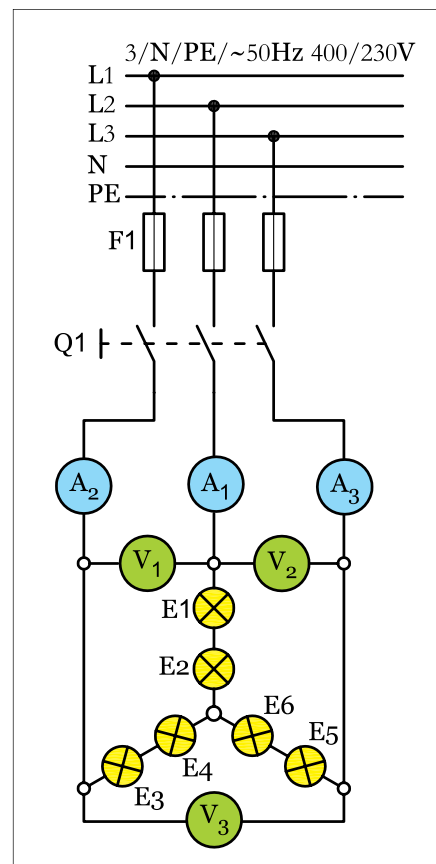 3/N/PE/~50Hz 400/230V
L1
L2
L3
N
PE
F1
Q1
A₂ A₁ A₃
V₁ V₂
E1
E2
E6
E5
E4
E3
V₃